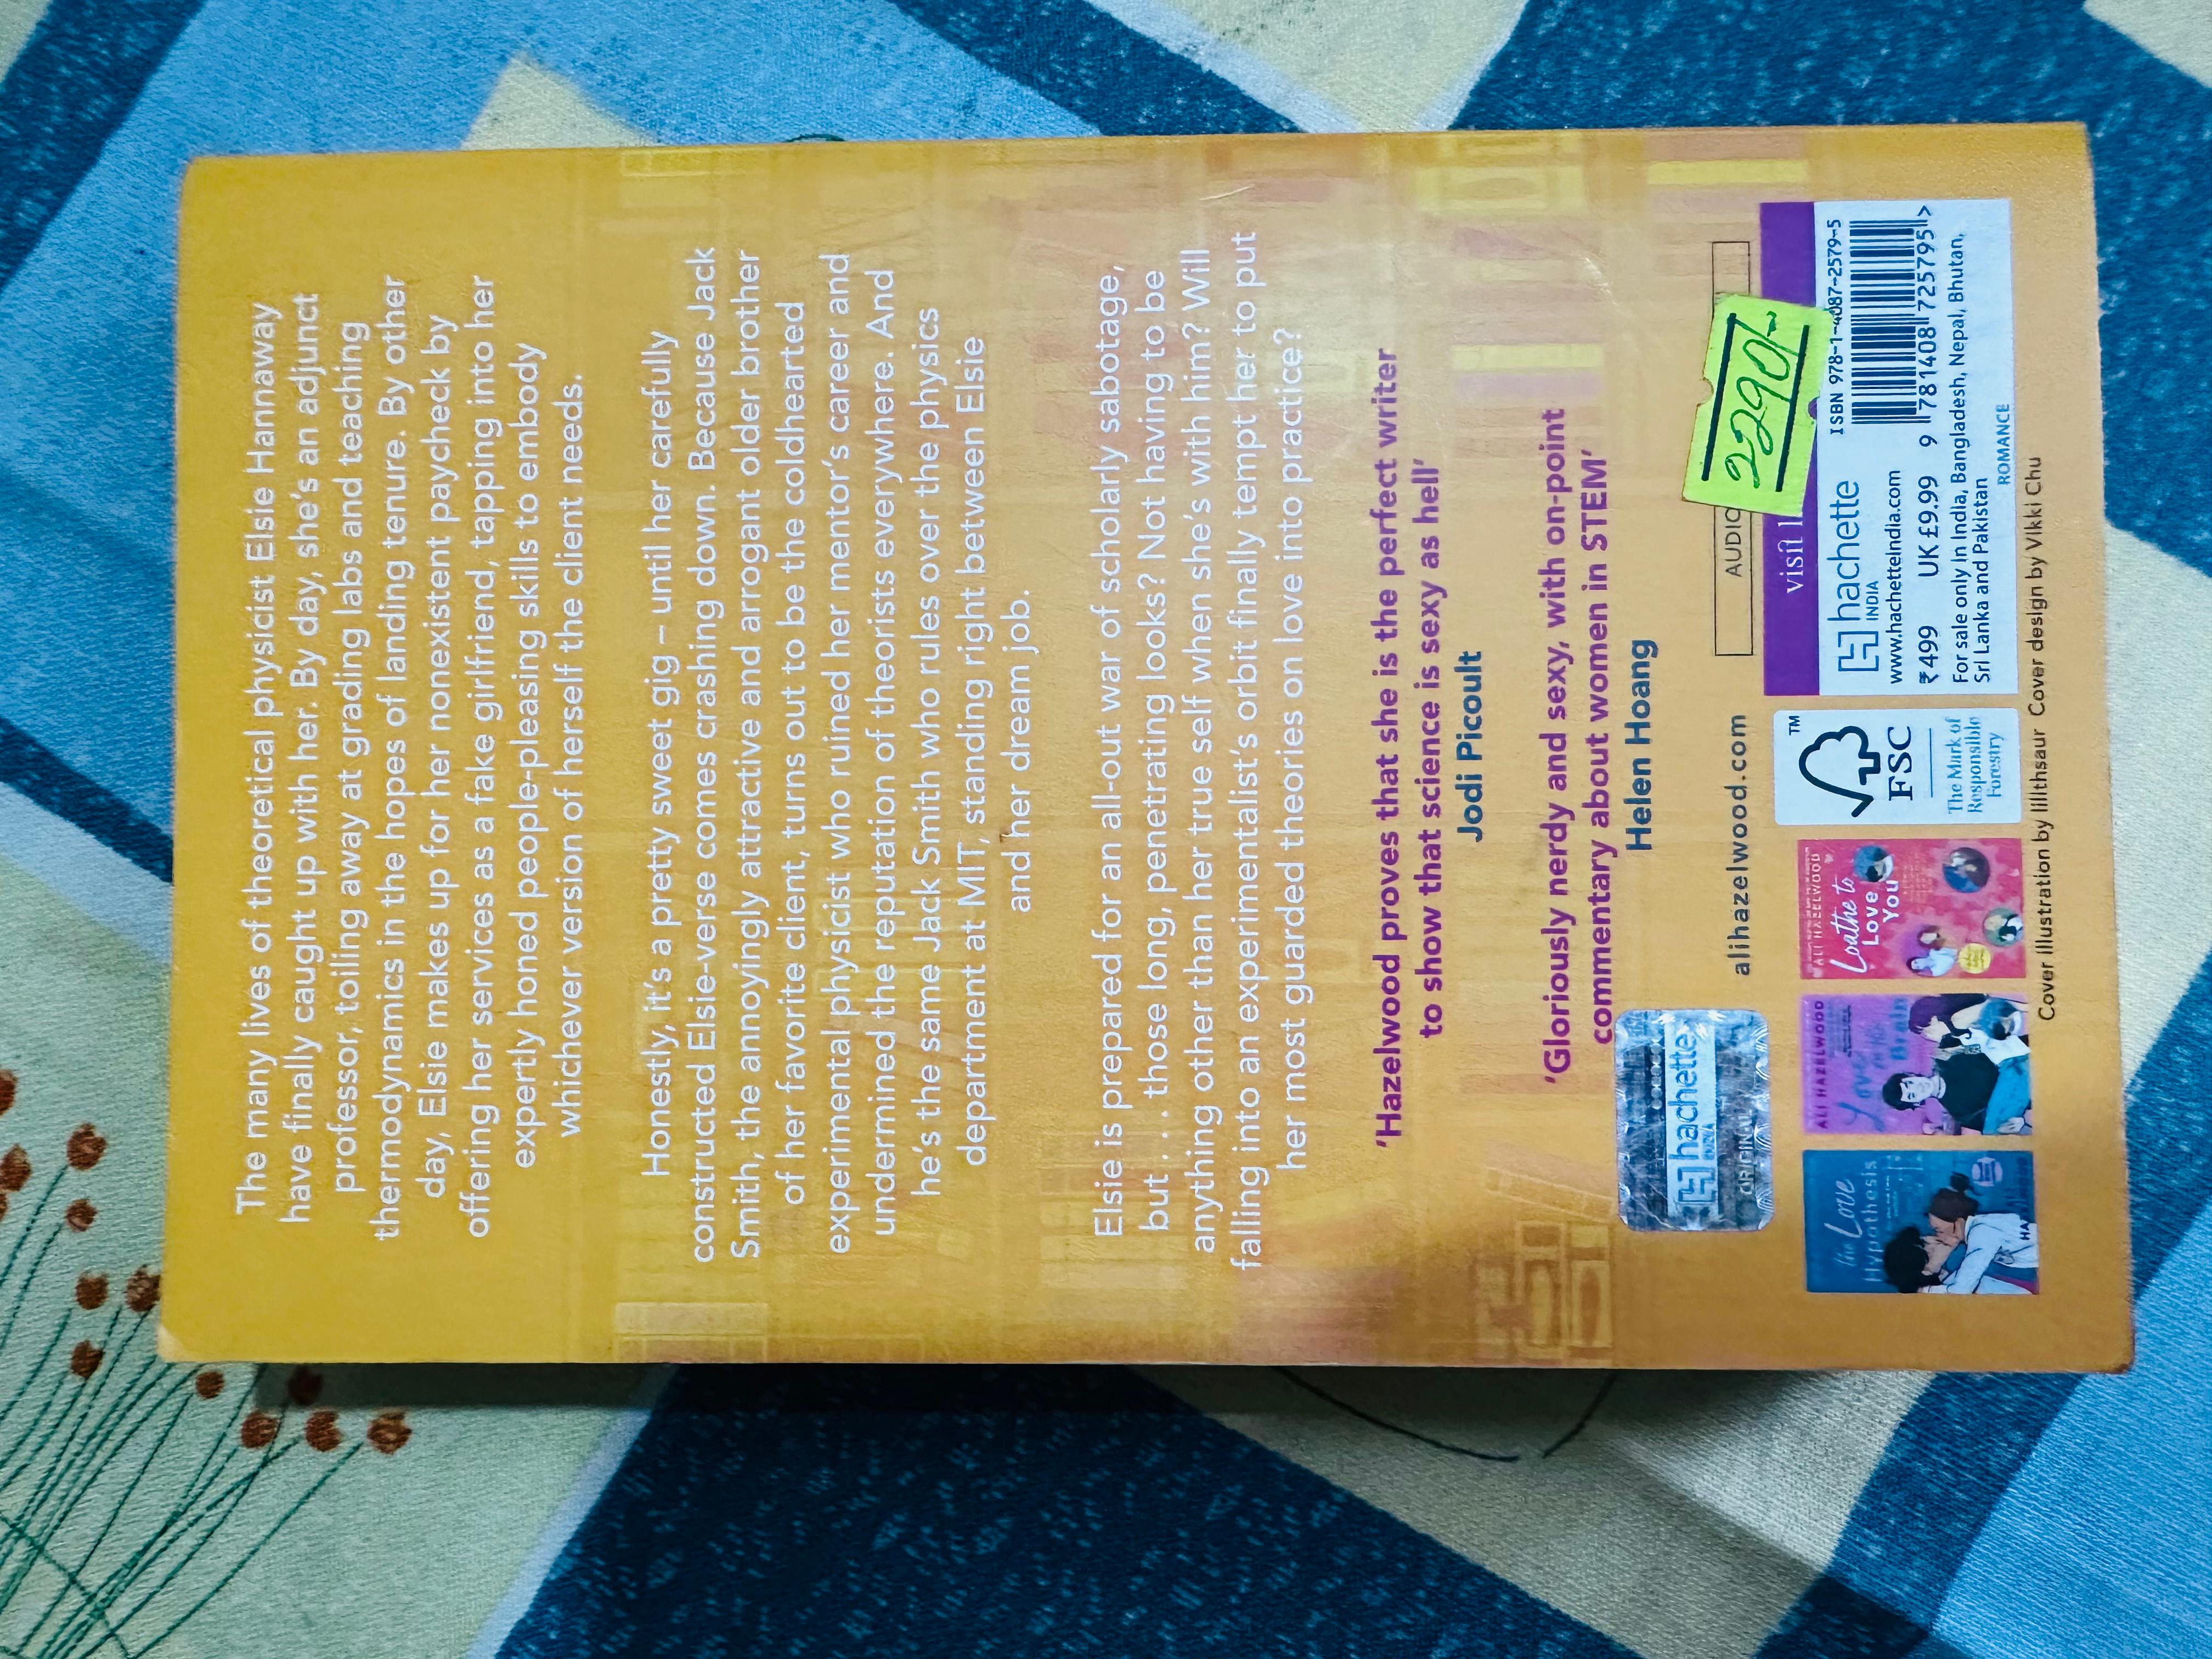 The many lives of theoretical physicist Elsie Hannaway
have finally caught up with her. By day, she's an adjunct
professor, toiling away at grading labs and teaching
thermodynamics in the hopes of landing tenure. By other
day, Elsie makes up for her nonexistent paycheck by
offering her services as a fake girlfriend, tapping into her
expertly honed people-pleasing skills to embody
whichever version of herself the client needs.
Honestly, it's a pretty sweet gig – until her carefully
constructed Elsie-verse comes crashing down. Because Jack
Smith, the annoyingly attractive and arrogant older brother
of her favorite client, turns out to be the coldhearted
experimental physicist who ruined her mentor's career and
undermined the reputation of theorists everywhere. And
he's the same Jack Smith who rules over the physics
department at MIT, standing right between Elsie
and her dream job.
Elsie is prepared for an all-out war of scholarly sabotage,
but . . . those long, penetrating looks? Not having to be
anything other than her true self when she's with him? Will
falling into an experimentalist's orbit finally tempt her to put
her most guarded theories on love into practice?
'Hazelwood proves that she is the perfect writer
to show that science is sexy as hell'
Jodi Picoult
'Gloriously nerdy and sexy, with on-point
commentary about women in STEM'
Helen Hoang
hachette
INDIA
ORIGINAL
alihazelwood.com
AUDIO
2290/-
visit
the Love
Hypothesis
HAZELWOOD
ALI HAZELWOOD
Love
on the
Brain
ALI HAZELWOOD
Loathe to
Love
You
TM
FSC
The Mark of
Responsible
Forestry
hachette
INDIA
www.hachetteindia.com
ISBN 978-1-4087-2579-5
₹499 UK £9.99
9 781408 725795 >
For sale only in India, Bangladesh, Nepal, Bhutan,
Sri Lanka and Pakistan
ROMANCE
Cover illustration by lilithsaur Cover design by Vikki Chu